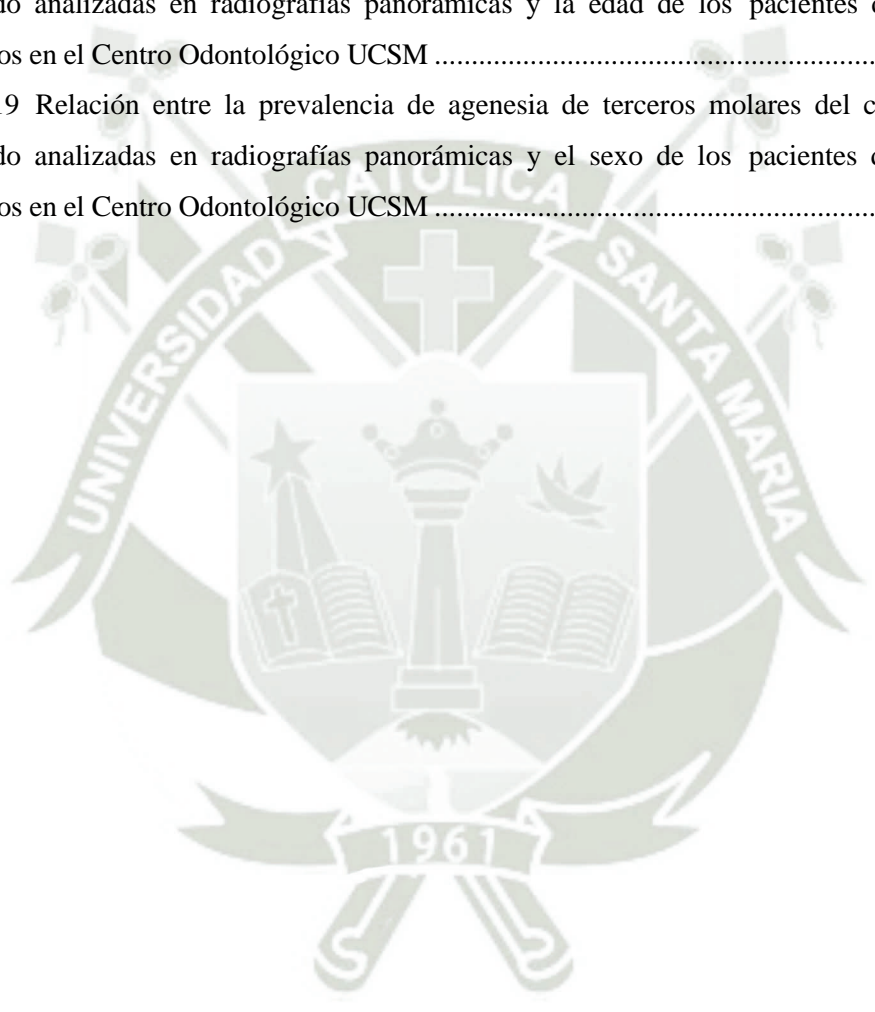 do analizadas en radiografías panorámicas y la edad de los pacientes
os en el Centro Odontológico UCSM ........................................................
19 Relación entre la prevalencia de agenesia de terceros molares del c
do analizadas en radiografías panorámicas y el sexo de los pacientes
os en el Centro Odontológico UCSM ........................................................
UNIVERSIDAD CATOLICA SANTA MARIA
1961